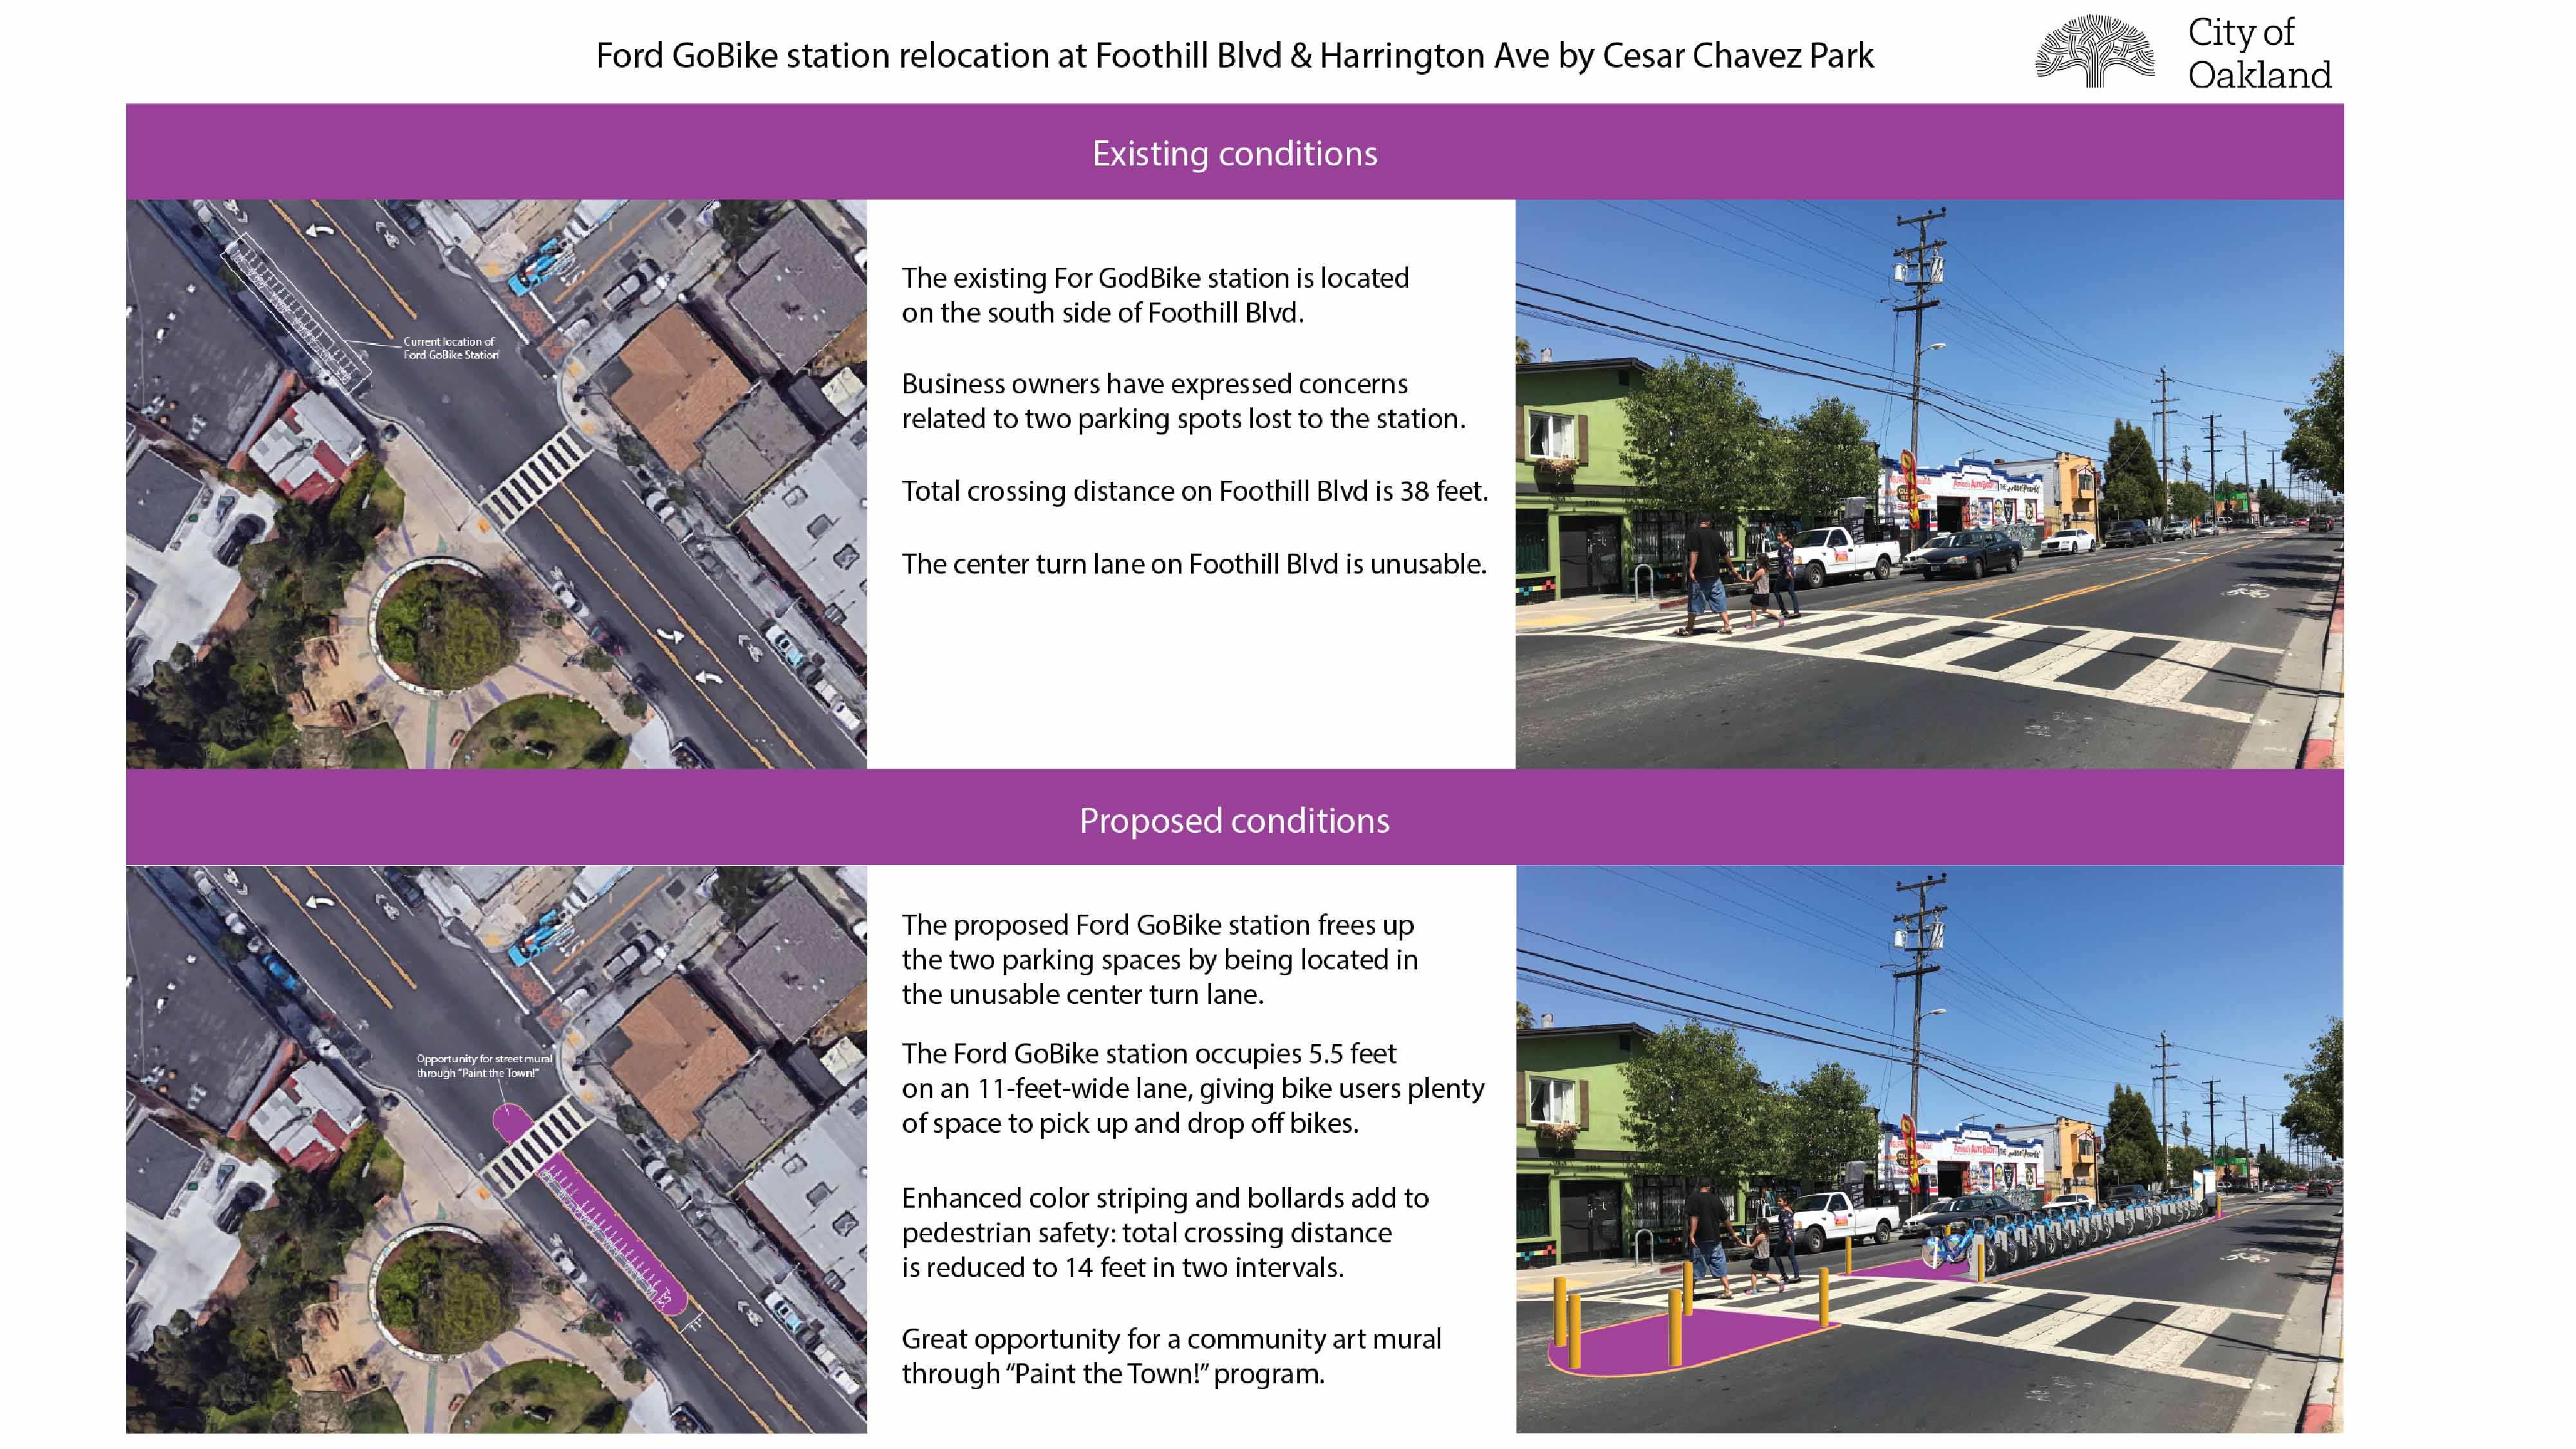 Ford GoBike station relocation at Foothill Blvd & Harrington Ave by Cesar Chavez Park
City of
Oakland
Existing conditions
Current location of
Ford GoBike Station
The existing For GodBike station is located
on the south side of Foothill Blvd.
Business owners have expressed concerns
related to two parking spots lost to the station.
Total crossing distance on Foothill Blvd is 38 feet.
The center turn lane on Foothill Blvd is unusable.
Proposed conditions
Opportunity for street mural
through "Paint the Town!"
The proposed Ford GoBike station frees up
the two parking spaces by being located in
the unusable center turn lane.
The Ford GoBike station occupies 5.5 feet
on an 11-feet-wide lane, giving bike users plenty
of space to pick up and drop off bikes.
Enhanced color striping and bollards add to
pedestrian safety: total crossing distance
is reduced to 14 feet in two intervals.
Great opportunity for a community art mural
through “Paint the Town!” program.